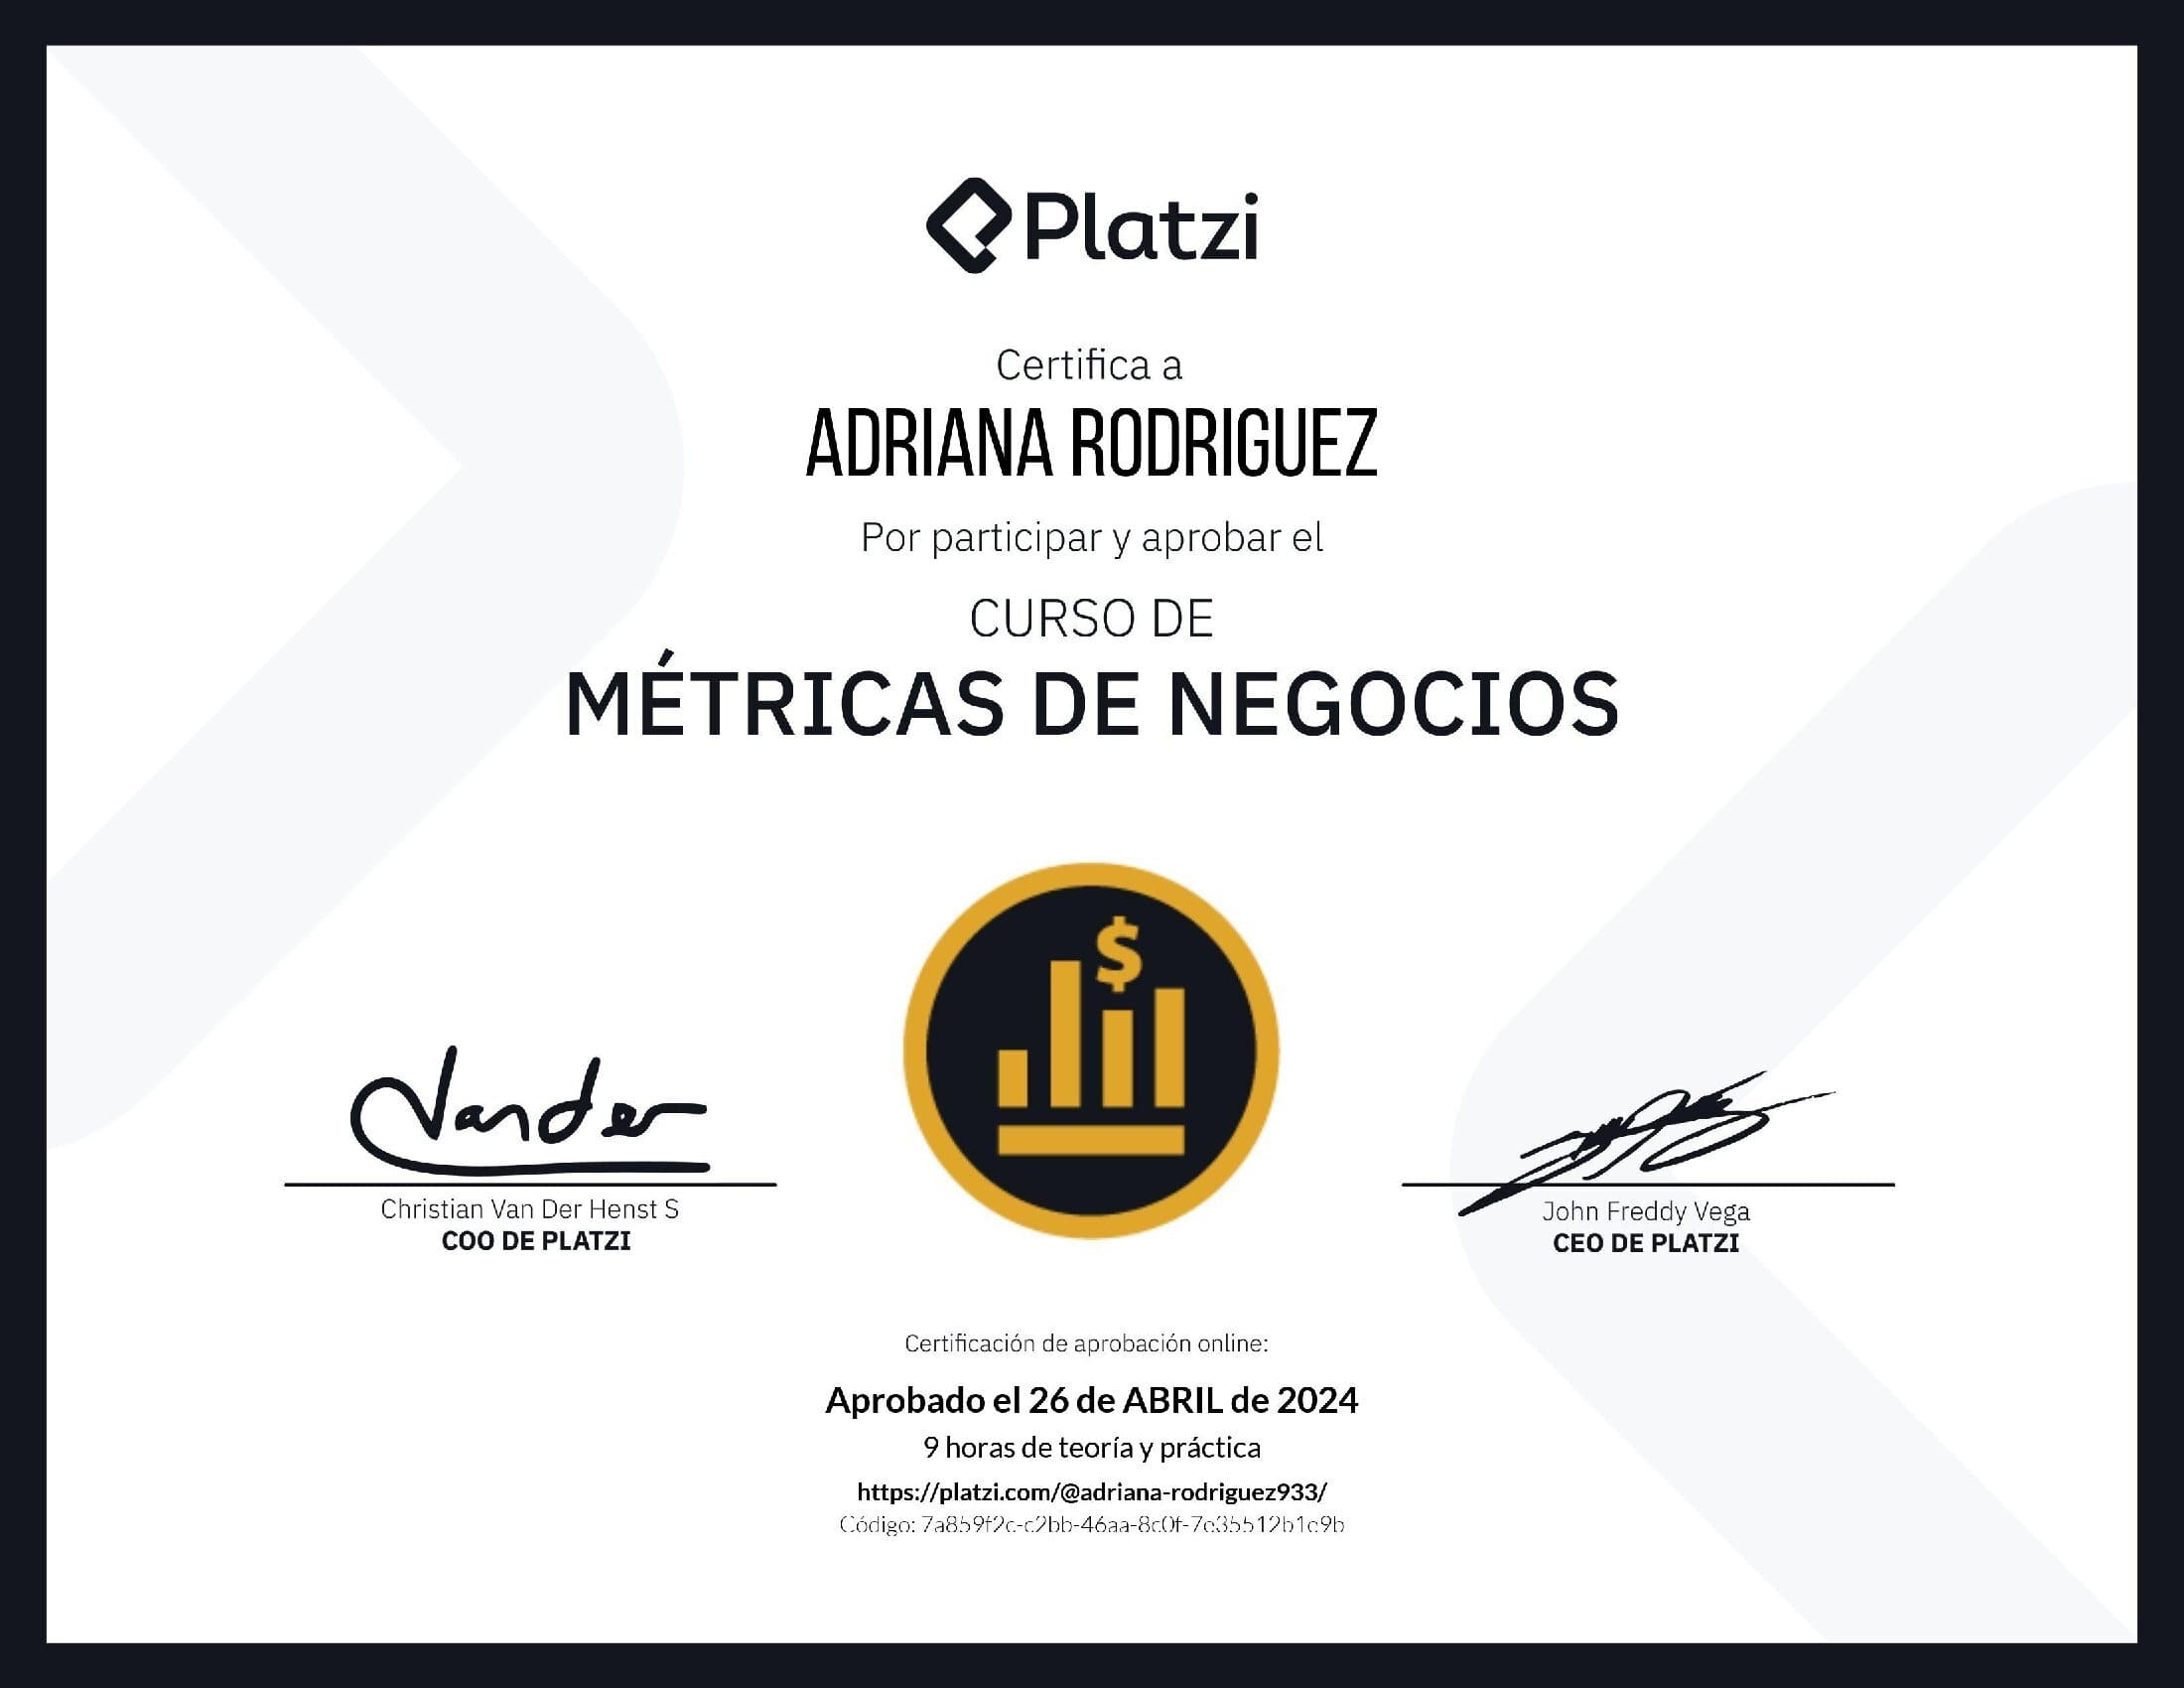 Platzi
Certifica a
ADRIANA RODRIGUEZ
Por participar y aprobar el
CURSO DE
MÉTRICAS DE NEGOCIOS
$
Vander
Christian Van Der Henst S
COO DE PLATZI
John Freddy Vega
CEO DE PLATZI
Certificación de aprobación online:
Aprobado el 26 de ABRIL de 2024
9 horas de teoría y práctica
https://platzi.com/@adriana-rodriguez933/
Código: 7a859f2c-c2bb-46aa-8c0f-7e35512b1e9b